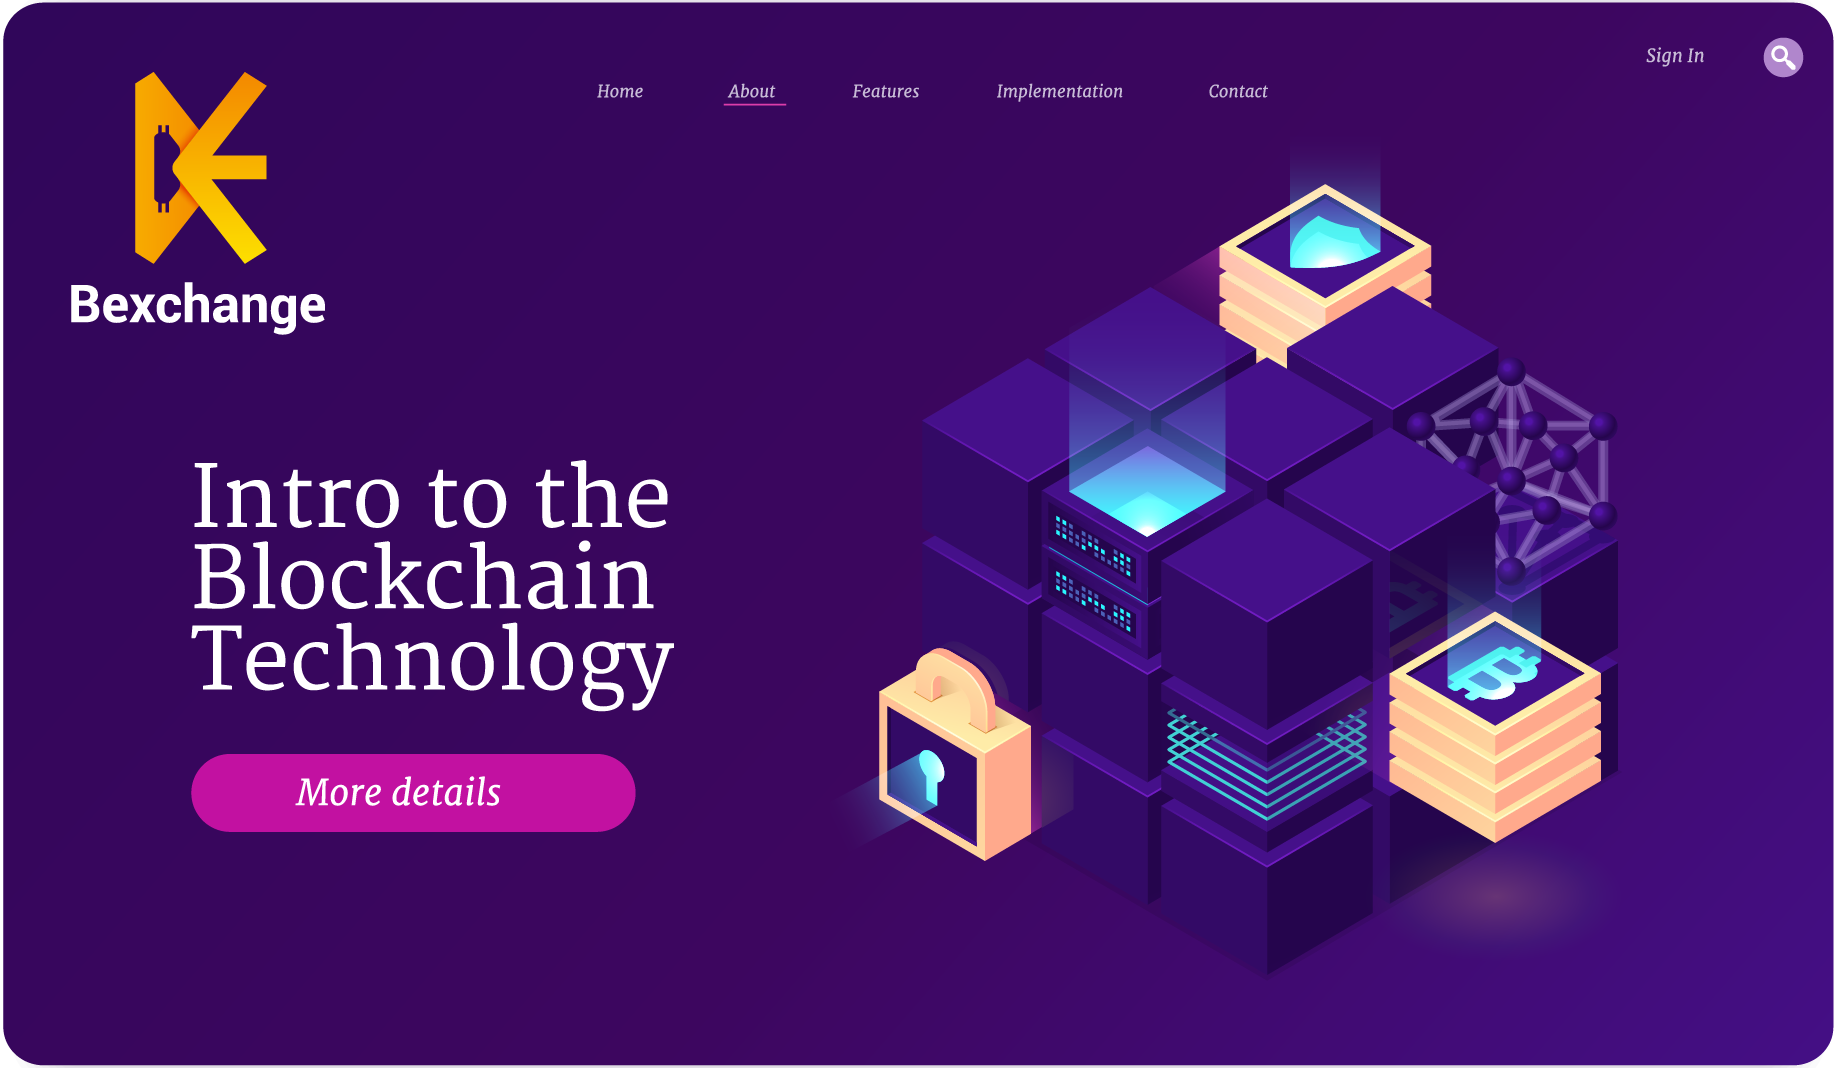 Sign In
Home About Features Implementation Contact
Bexchange
Intro to the
Blockchain
Technology
More details